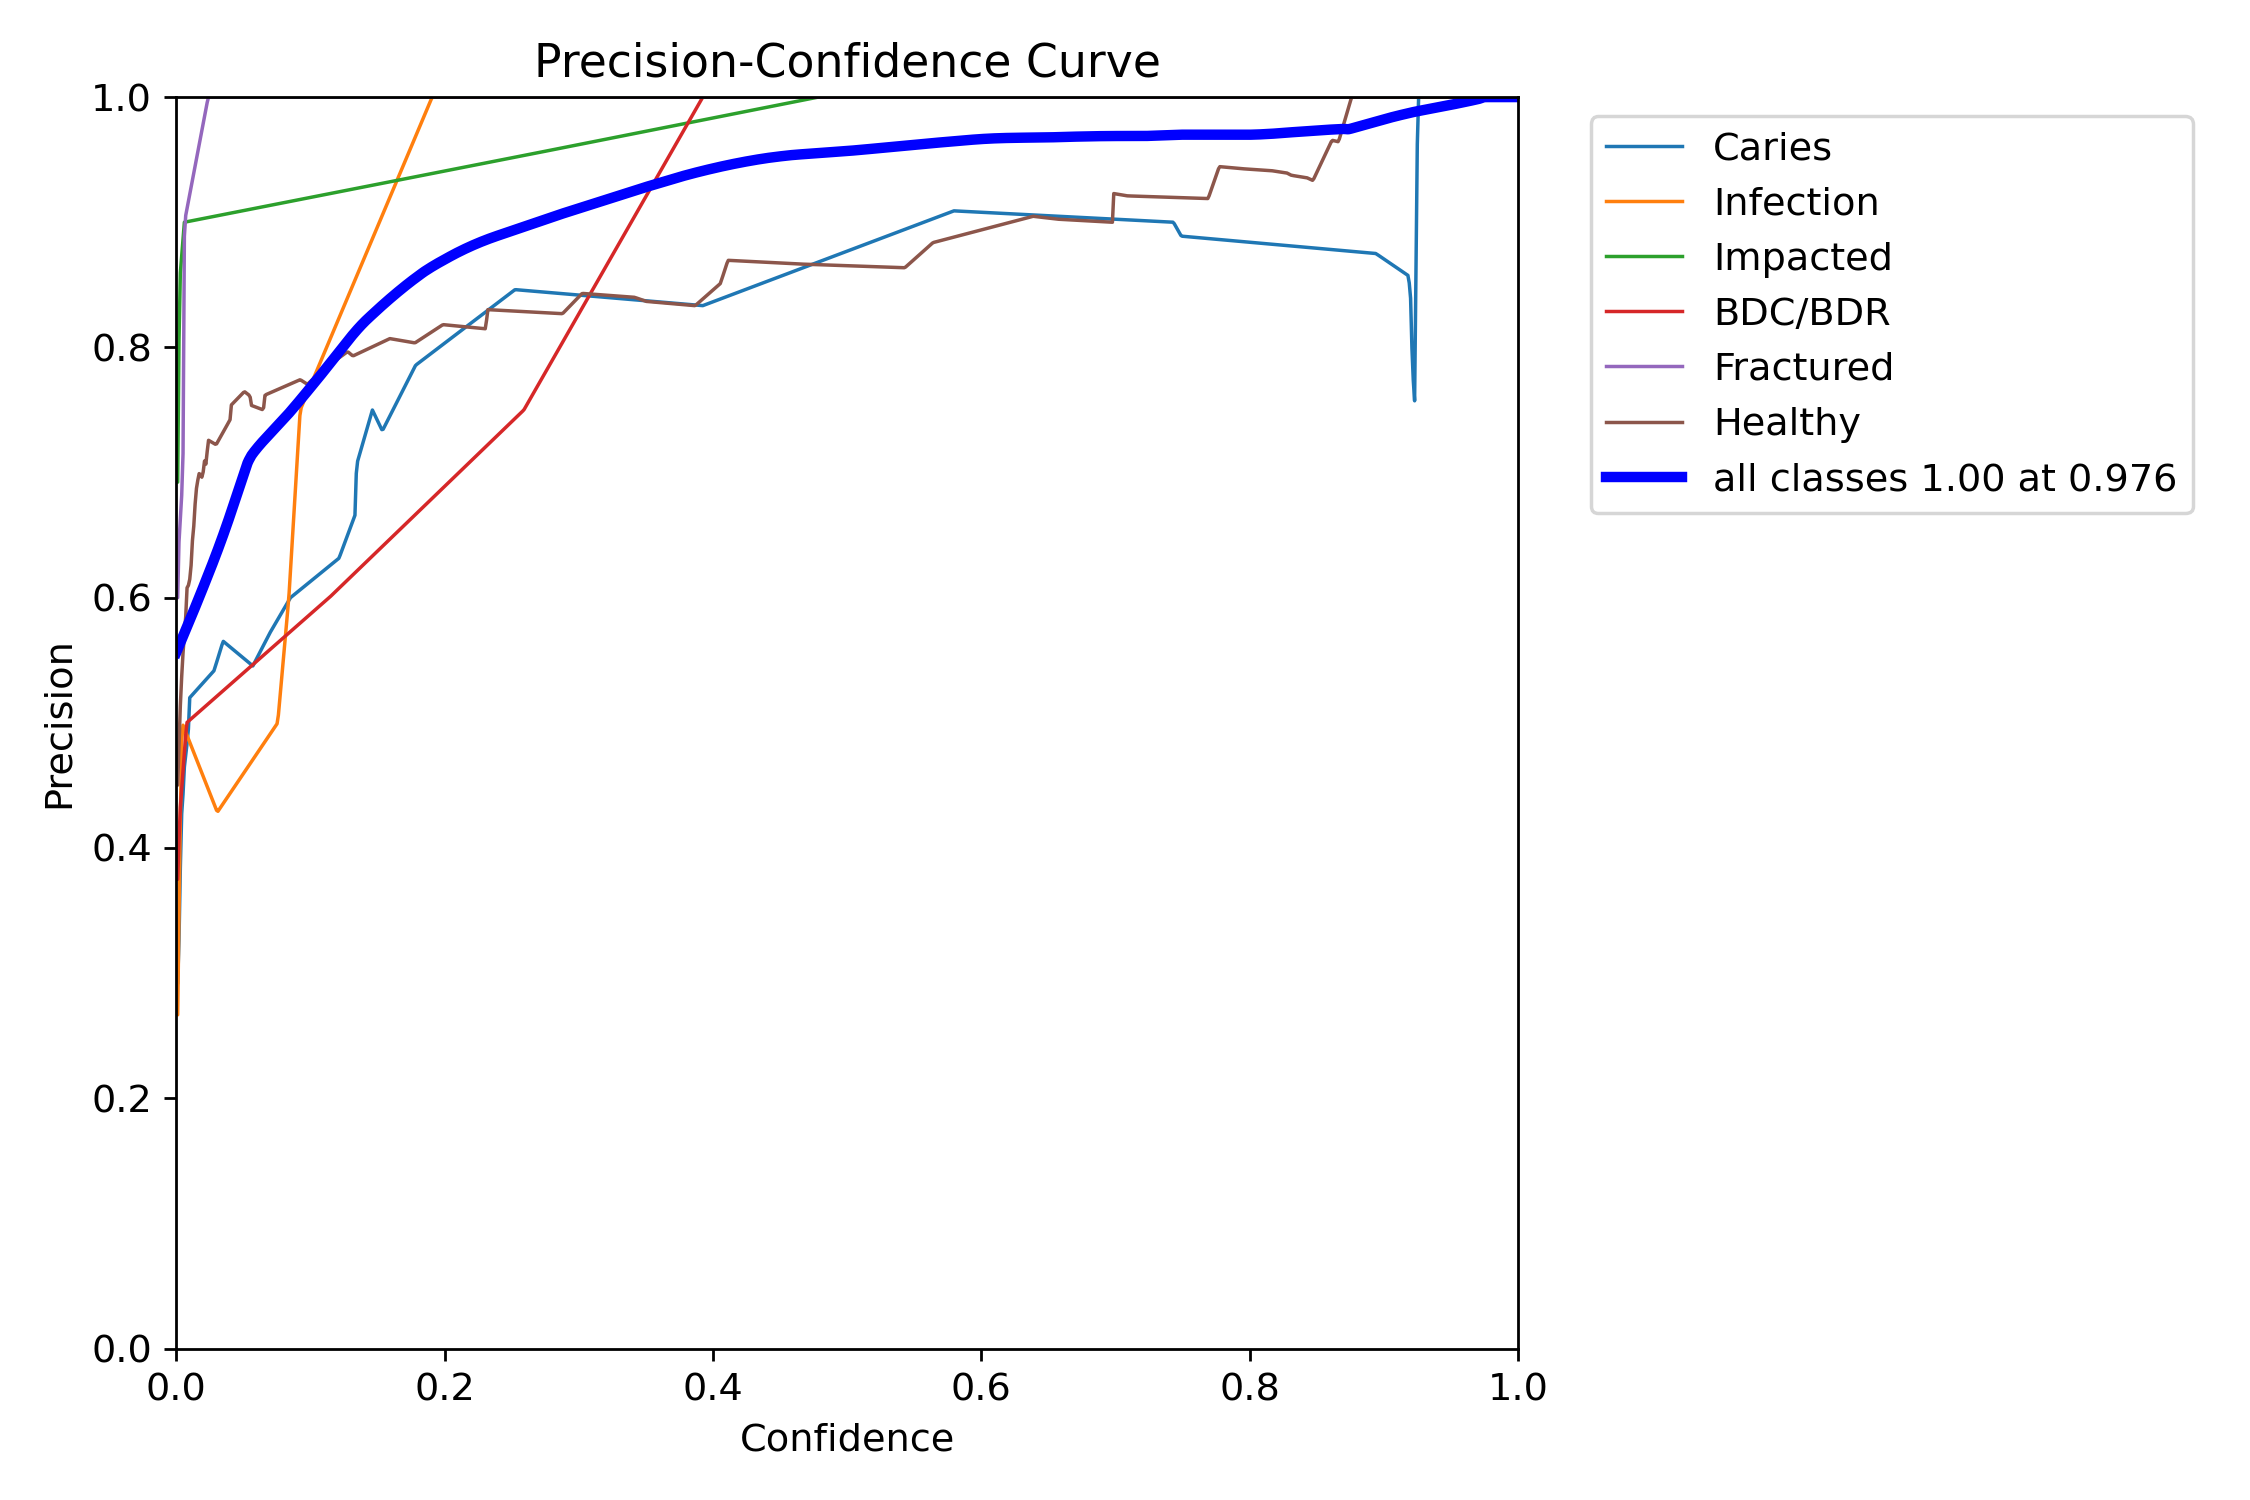 Precision-Confidence Curve
1.0
0.8
0.6
0.4
0.2
0.0
Precision
0.0 0.2 0.4 0.6 0.8 1.0
Confidence
Caries
Infection
Impacted
BDC/BDR
Fractured
Healthy
all classes 1.00 at 0.976